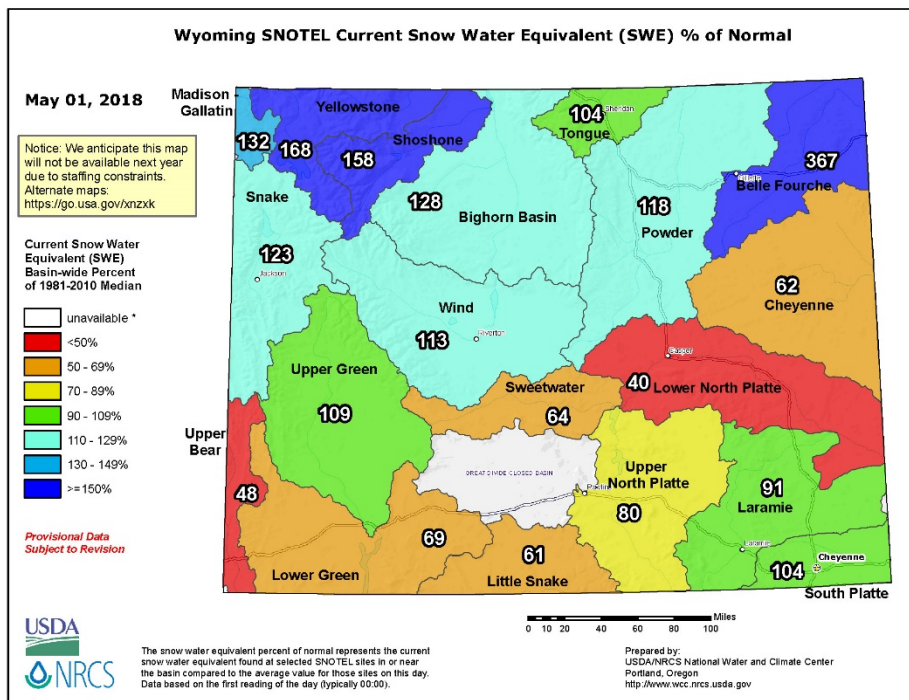 Wyoming SNOTEL Current Snow Water Equivalent (SWE) % of Normal
May 01, 2018
Notice: We anticipate this map
will not be available next year
due to staffing constraints.
Alternate maps:
https://go.usa.gov/xnzxk
Current Snow Water
Equivalent (SWE)
Basin-wide Percent
of 1981-2010 Median
unavailable *
<50%
50 - 69%
70 - 89%
90 - 109%
110 - 129%
130 - 149%
>=150%
Provisional Data
Subject to Revision
Madison
Gallatin
132
168
Yellowstone
158
Shoshone
104
Sheridan
Tongue
367
Belle Fourche
Snake
123
Jackson
128
Bighorn Basin
118
Powder
62
Cheyenne
Wind
113
Riverton
Casper
40
Lower North Platte
Upper Green
109
Sweetwater
64
GREAT DIVIDE CLOSED BASIN
Upper
Bear
48
Upper
North Platte
80
91
Laramie
Laramie
69
Lower Green
61
Little Snake
104
Cheyenne
South Platte
Miles
0 10 20 40 60 80 100
USDA
NRCS
The snow water equivalent percent of normal represents the current
snow water equivalent found at selected SNOTEL sites in or near
the basin compared to the average value for those sites on this day.
Data based on the first reading of the day (typically 00:00).
Prepared by:
USDA/NRCS National Water and Climate Center
Portland, Oregon
http://www.wcc.nrcs.usda.gov